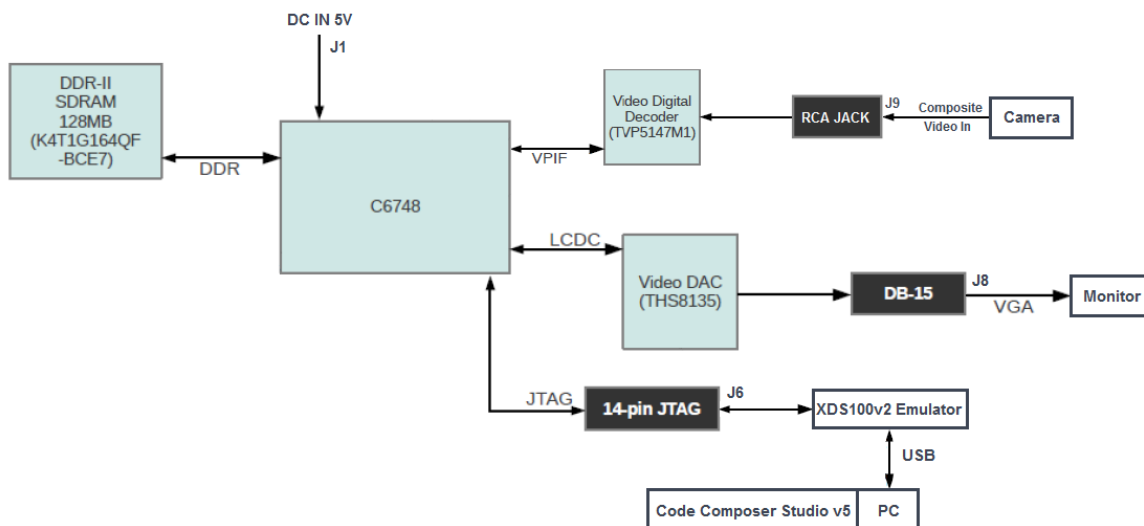 DC IN 5V
J1
DDR-II
SDRAM
128MB
(K4T1G164QF
-BCE7)
DDR
C6748
VPIF
Video Digital
Decoder
(TVP5147M1)
RCA JACK
J9
Composite
Video In
Camera
LCDC
Video DAC
(THS8135)
DB-15
J8
VGA
Monitor
JTAG
14-pin JTAG
J6
XDS100v2 Emulator
USB
Code Composer Studio v5
PC